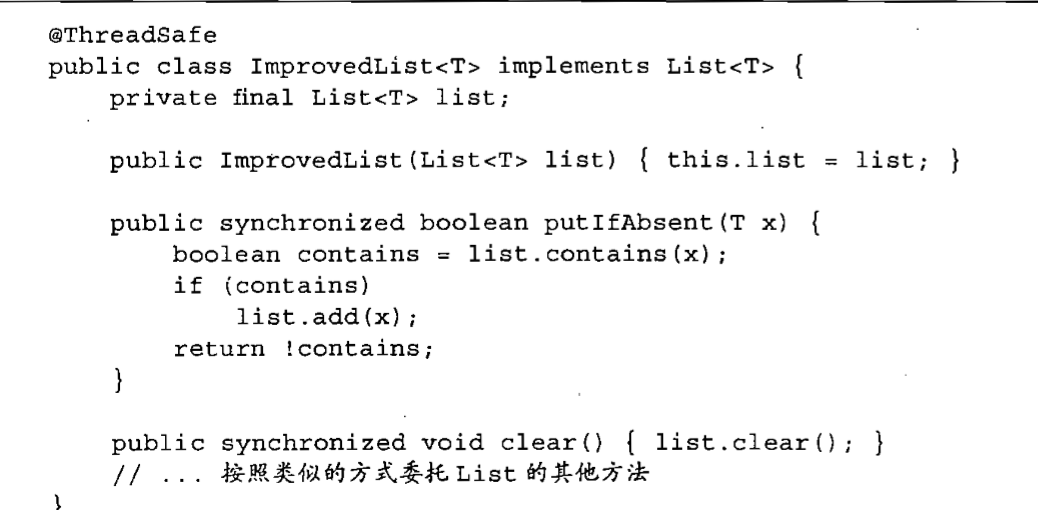 @ThreadSafe
public class ImprovedList<T> implements List<T> {
    private final List<T> list;
    public ImprovedList(List<T> list) { this.list = list; }
    public synchronized boolean putIfAbsent(T x) {
        boolean contains = list.contains(x);
        if (contains)
            list.add(x);
        return !contains;
    }
    public synchronized void clear() { list.clear(); }
    // ... 按照类似的方式委托 List 的其他方法
}